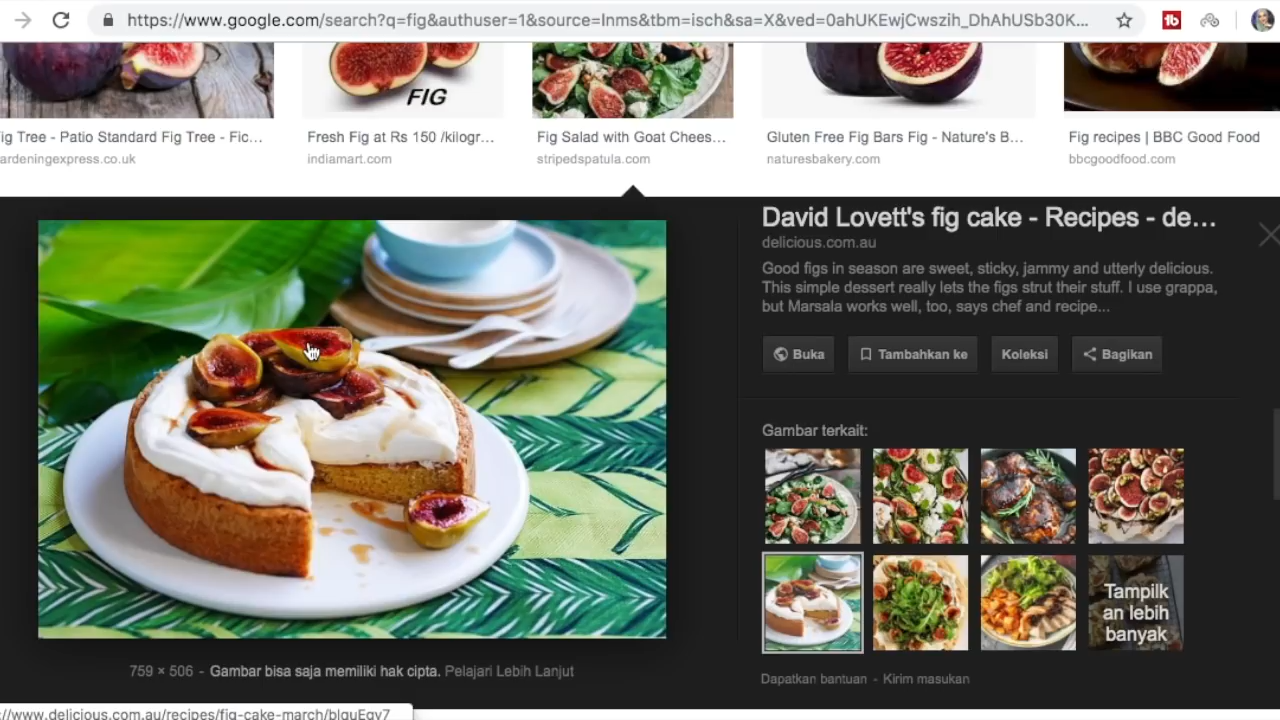 https://www.google.com/search?q=fig&authuser=1&source=lnms&tbm=isch&sa=X&ved=0ahUKEwjCwszih_DhAhUSb30K...
FIG
ig Tree - Patio Standard Fig Tree - Fic...
ardeningexpress.co.uk
Fresh Fig at Rs 150 /kilogr...
indiamart.com
Fig Salad with Goat Chees...
stripedspatula.com
Gluten Free Fig Bars Fig - Nature's B...
naturesbakery.com
Fig recipes | BBC Good Food
bbcgoodfood.com
David Lovett's fig cake - Recipes - de...
delicious.com.au
Good figs in season are sweet, sticky, jammy and utterly delicious.
This simple dessert really lets the figs strut their stuff. I use grappa,
but Marsala works well, too, says chef and recipe...
Buka
Tambahkan ke
Koleksi
Bagikan
Gambar terkait:
Tampilk
an lebih
banyak
759 × 506 - Gambar bisa saja memiliki hak cipta. Pelajari Lebih Lanjut
Dapatkan bantuan - Kirim masukan